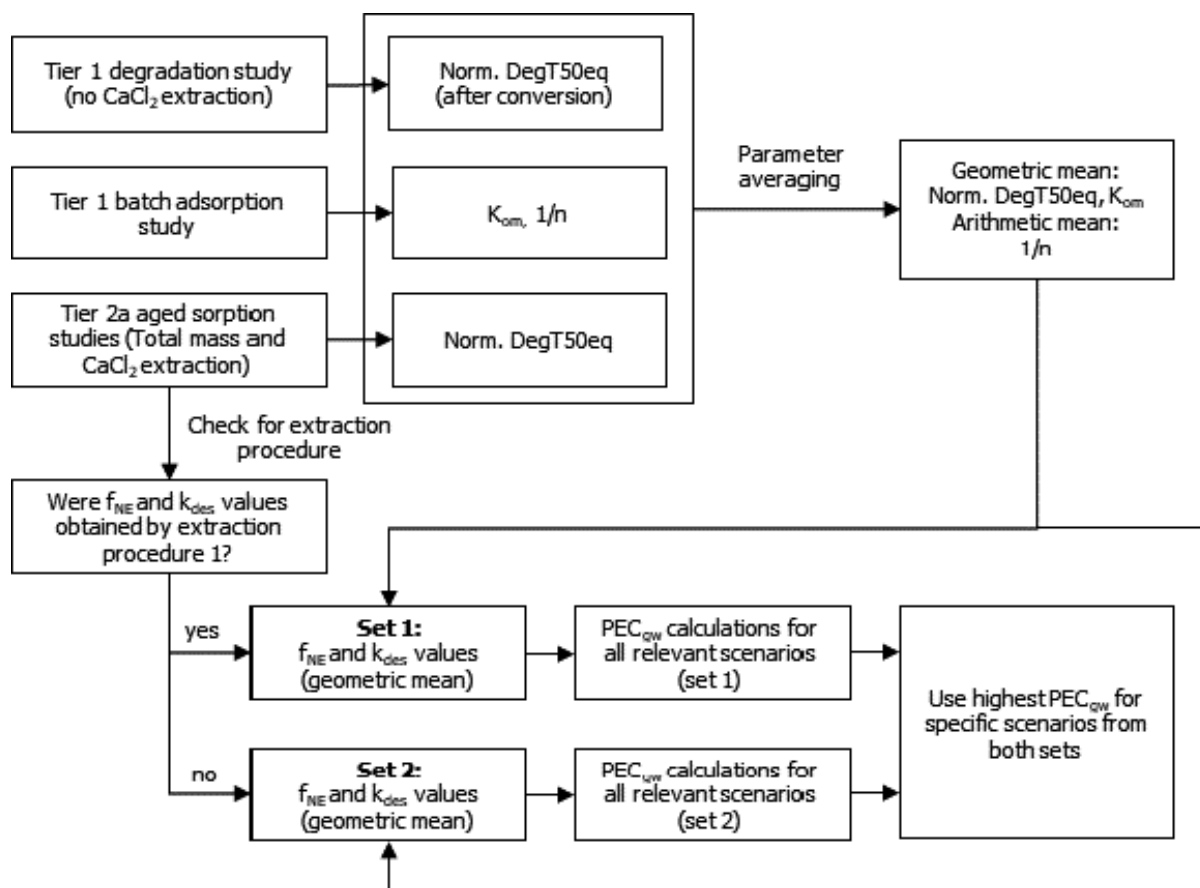 Tier 1 degradation study
(no CaCl₂ extraction)
Norm. DegT50eq
(after conversion)
Tier 1 batch adsorption
study
Kom, 1/n
Tier 2a aged sorption
studies (Total mass and
CaCl₂ extraction)
Norm. DegT50eq
Parameter
averaging
Geometric mean:
Norm. DegT50eq, Kom
Arithmetic mean:
1/n
Check for extraction
procedure
Were fNE and kdes values
obtained by extraction
procedure 1?
yes
Set 1:
fNE and kdes values
(geometric mean)
PECgw calculations for
all relevant scenarios
(set 1)
no
Set 2:
fNE and kdes values
(geometric mean)
PECgw calculations for
all relevant scenarios
(set 2)
Use highest PECgw for
specific scenarios from
both sets